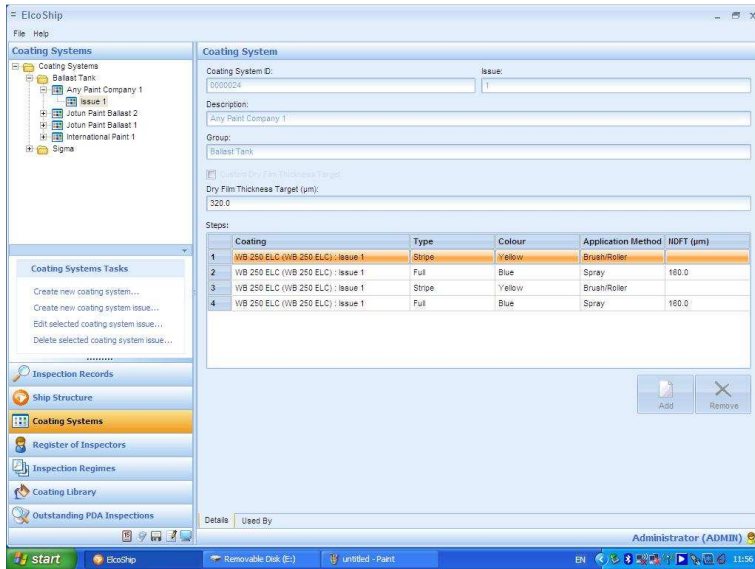 ElcoShip
File Help
Coating Systems
Coating Systems
Ballast Tank
Any Paint Company 1
Issue 1
Jotun Paint Ballast 2
Jotun Paint Ballast 1
International Paint 1
Sigma
Coating Systems Tasks
Create new coating system...
Create new coating system issue...
Edit selected coating system issue...
Delete selected coating system issue...
Inspection Records
Ship Structure
Coating Systems
Register of Inspectors
Inspection Regimes
Coating Library
Outstanding PDA Inspections
Coating System
Coating System ID: Issue:
0000024 1
Description:
Any Paint Company 1
Group:
Ballast Tank
Custom Dry Film Thickness Target
Dry Film Thickness Target (µm):
320.0
Steps:
Coating Type Colour Application Method NDFT (µm)
1 WB 250 ELC (WB 250 ELC) : Issue 1 Stripe Yellow Brush/Roller
2 WB 250 ELC (WB 250 ELC) : Issue 1 Full Blue Spray 160.0
3 WB 250 ELC (WB 250 ELC) : Issue 1 Stripe Yellow Brush/Roller
4 WB 250 ELC (WB 250 ELC) : Issue 1 Full Blue Spray 160.0
Add Remove
Details Used By
Administrator (ADMIN)
start ElcoShip Removable Disk (E:) untitled - Paint EN 11:56